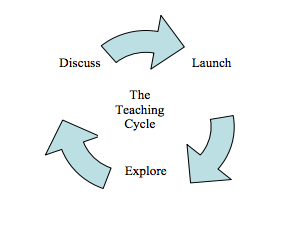 Discuss
Launch
The
Teaching
Cycle
Explore